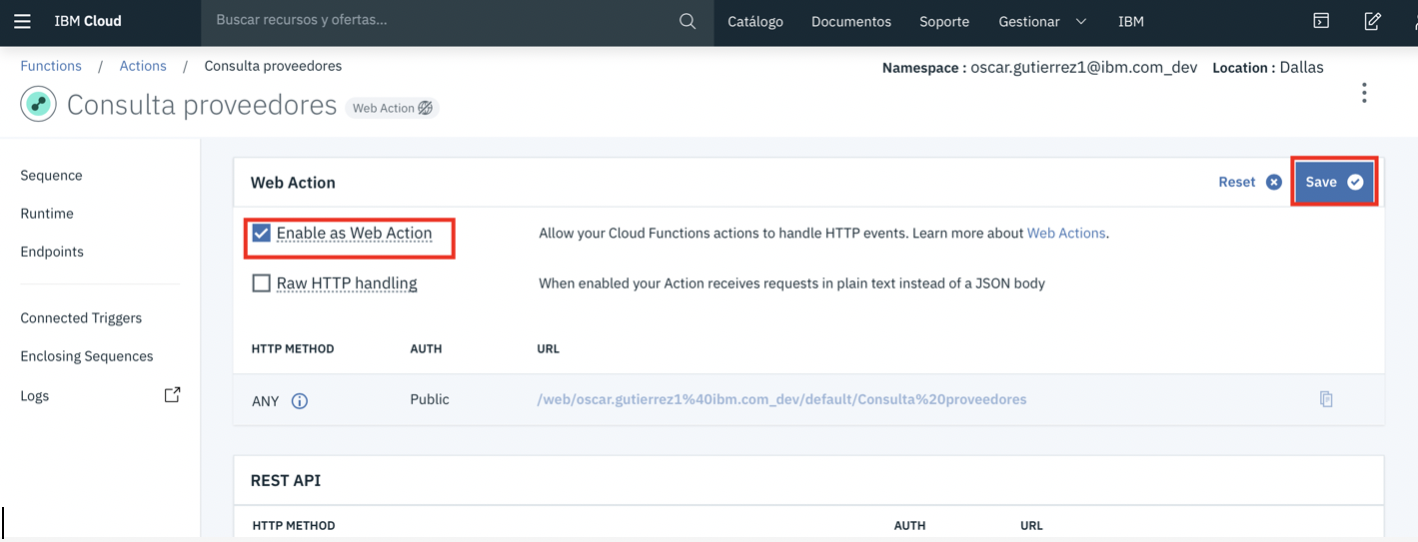 IBM Cloud
Buscar recursos y ofertas...
Catálogo
Documentos
Soporte
Gestionar
IBM
Functions / Actions / Consulta proveedores
Namespace : oscar.gutierrez1@ibm.com_dev Location : Dallas
Consulta proveedores
Web Action
Sequence
Runtime
Endpoints
Connected Triggers
Enclosing Sequences
Logs
Web Action
Reset
Save
Enable as Web Action
Allow your Cloud Functions actions to handle HTTP events. Learn more about Web Actions.
Raw HTTP handling
When enabled your Action receives requests in plain text instead of a JSON body
HTTP METHOD AUTH URL
ANY Public /web/oscar.gutierrez1%40ibm.com_dev/default/Consulta%20proveedores
REST API
HTTP METHOD AUTH URL